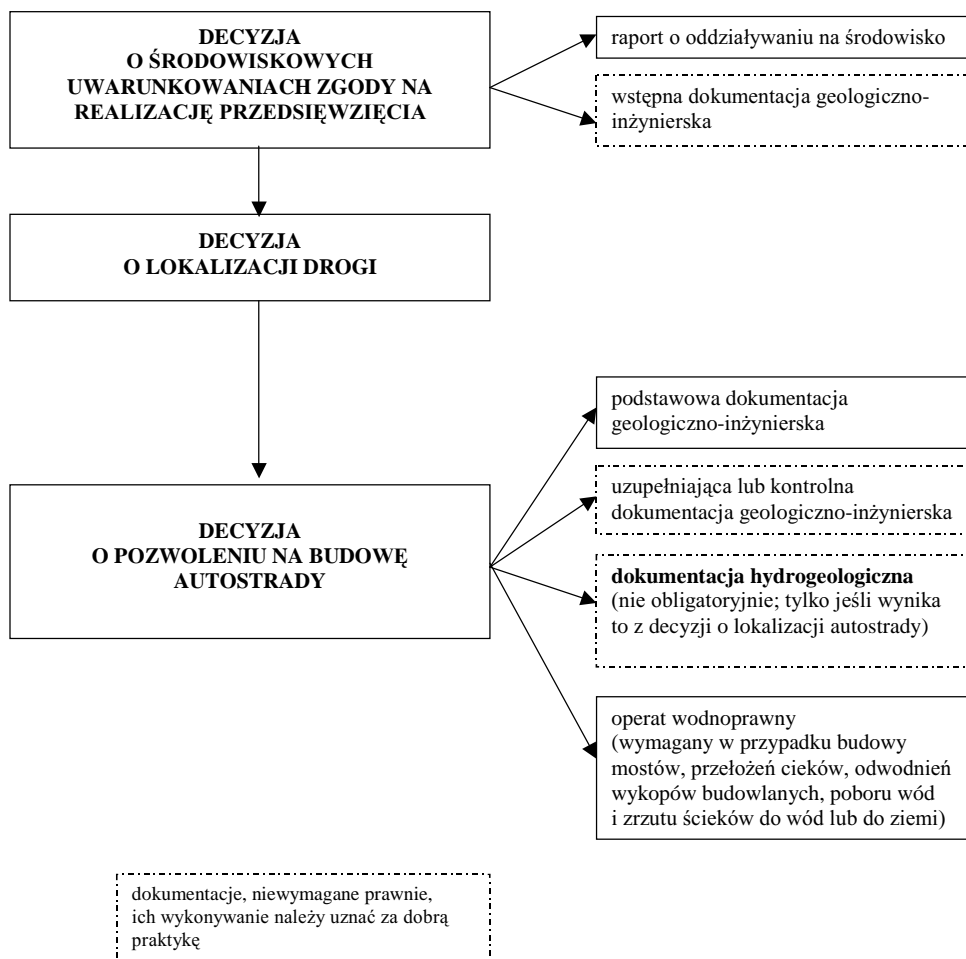 DECYZJA
O ŚRODOWISKOWYCH
UWARUNKOWANIACH ZGODY NA
REALIZACJĘ PRZEDSIĘWZIĘCIA
raport o oddziaływaniu na środowisko
wstępna dokumentacja geologiczno-
inżynierska
DECYZJA
O LOKALIZACJI DROGI
DECYZJA
O POZWOLENIU NA BUDOWĘ
AUTOSTRADY
podstawowa dokumentacja
geologiczno-inżynierska
uzupełniająca lub kontrolna
dokumentacja geologiczno-inżynierska
dokumentacja hydrogeologiczna
(nie obligatoryjnie; tylko jeśli wynika
to z decyzji o lokalizacji autostrady)
operat wodnoprawny
(wymagany w przypadku budowy
mostów, przełożeń cieków, odwodnień
wykopów budowlanych, poboru wód
i zrzutu ścieków do wód lub do ziemi)
dokumentacje, niewymagane prawnie,
ich wykonywanie należy uznać za dobrą
praktykę